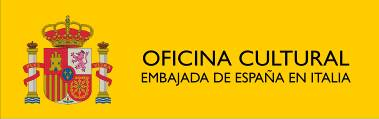 OFICINA CULTURAL
EMBAJADA DE ESPAÑA EN ITALIA